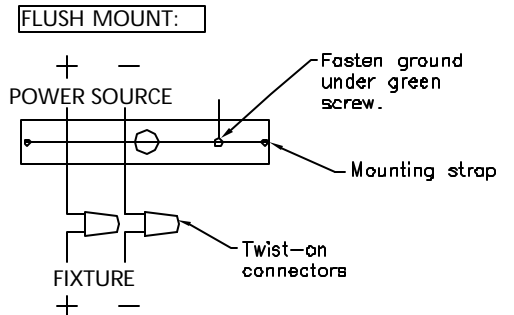 FLUSH MOUNT:
+ −
POWER SOURCE
Fasten ground
under green
screw.
Mounting strap
Twist-on
connectors
FIXTURE
+ −